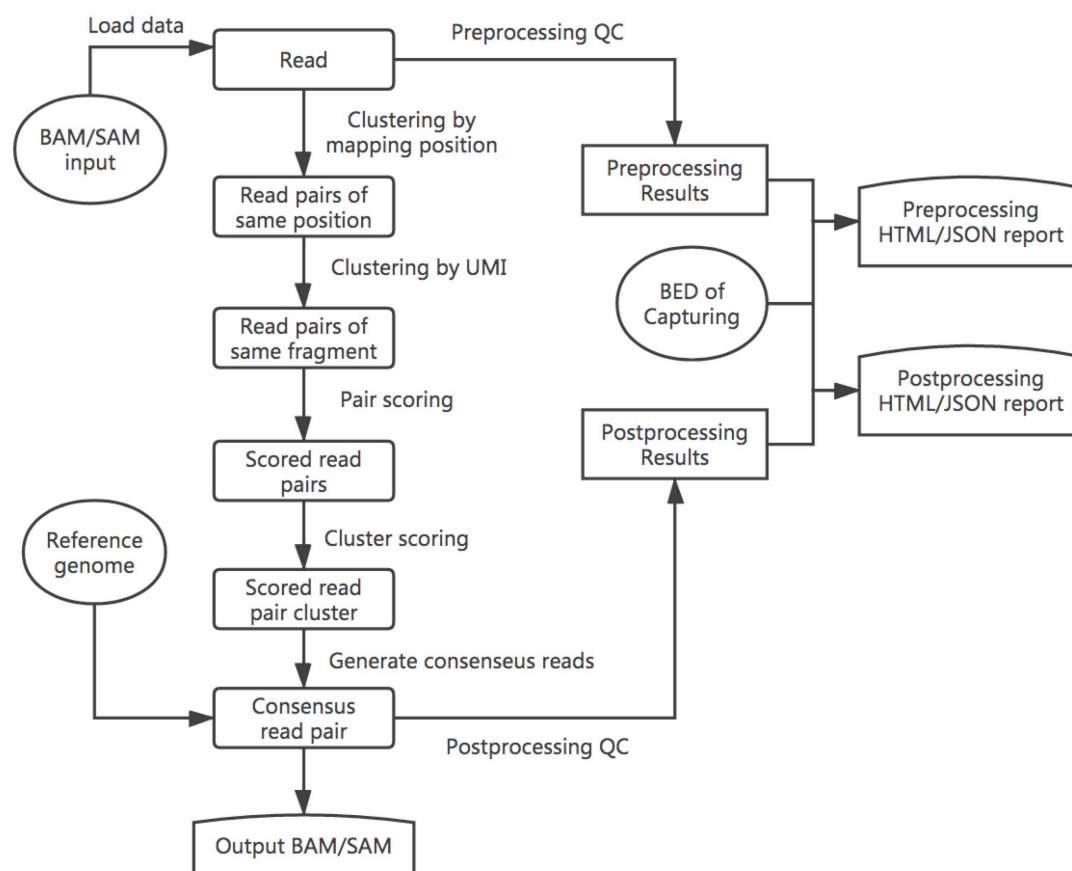 Load data
Read
Preprocessing QC
BAM/SAM
input
Clustering by
mapping position
Preprocessing
Results
Read pairs of
same position
Preprocessing
HTML/JSON report
Clustering by UMI
BED of
Capturing
Read pairs of
same fragment
Postprocessing
HTML/JSON report
Pair scoring
Postprocessing
Results
Scored read
pairs
Cluster scoring
Reference
genome
Scored read
pair cluster
Generate consenseus reads
Consensus
read pair
Postprocessing QC
Output BAM/SAM